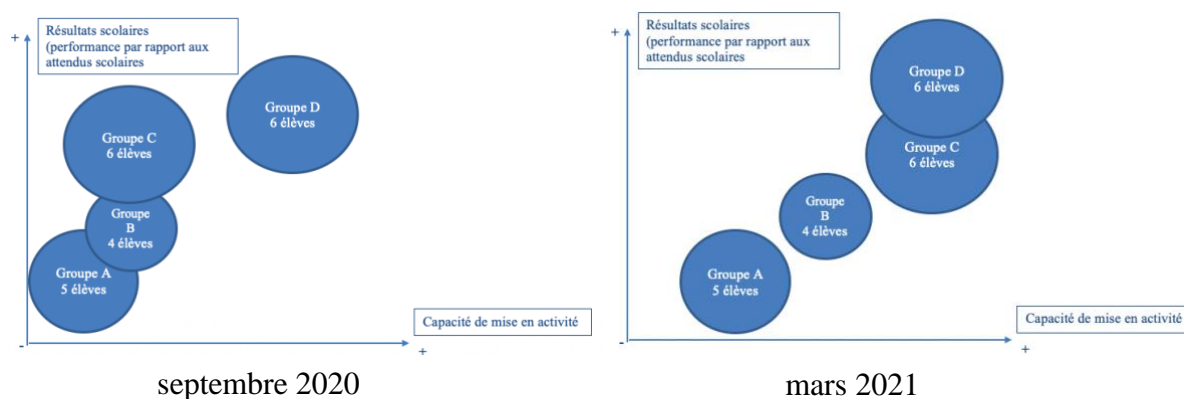 +
Résultats scolaires
(performance par rapport aux
attendus scolaires
Groupe D
6 élèves
Groupe C
6 élèves
Groupe
B
4 élèves
Groupe A
5 élèves
Capacité de mise en activité
-
+
septembre 2020
+
Résultats scolaires
(performance par rapport aux
attendus scolaires
Groupe D
6 élèves
Groupe C
6 élèves
Groupe
B
4 élèves
Groupe A
5 élèves
Capacité de mise en activité
-
+
mars 2021